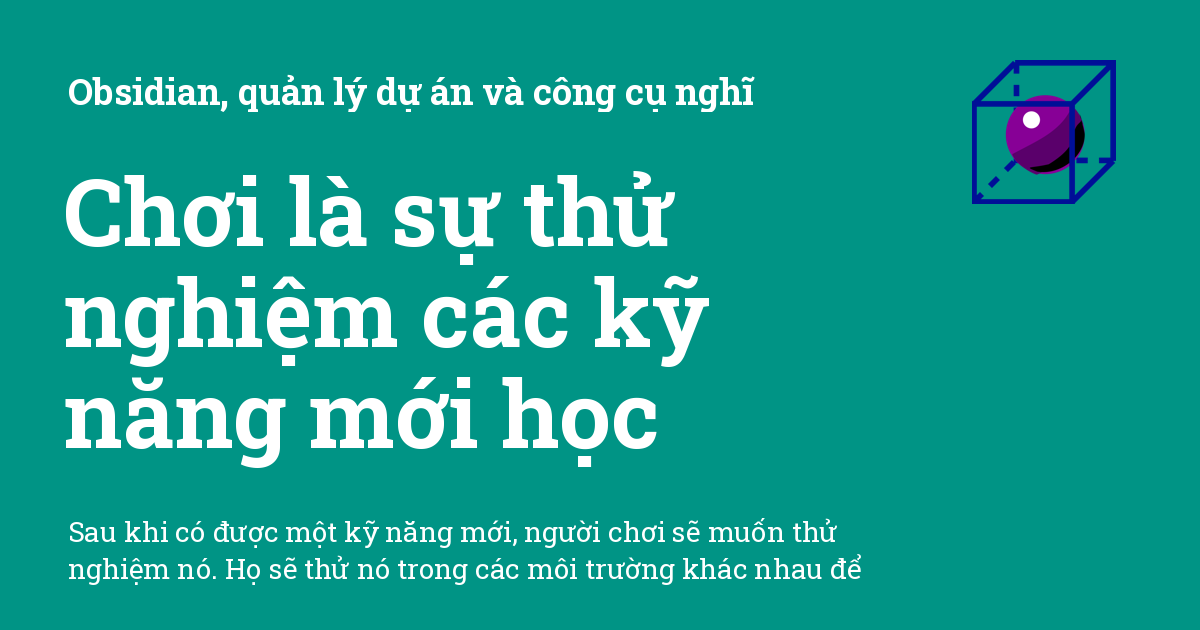 Obsidian, quản lý dự án và công cụ nghĩ
Chơi là sự thử
nghiệm các kỹ
năng mới học
Sau khi có được một kỹ năng mới, người chơi sẽ muốn thử
nghiệm nó. Họ sẽ thử nó trong các môi trường khác nhau để